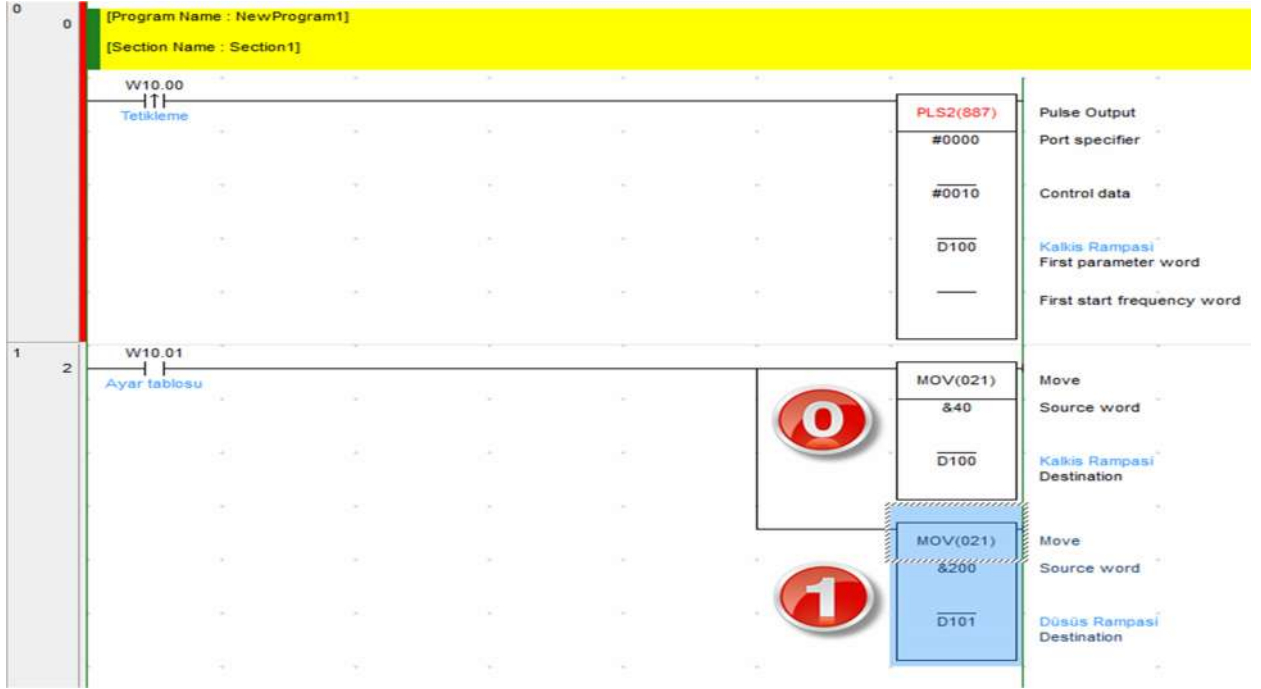 0
0
[Program Name : NewProgram1]
[Section Name : Section1]
W10.00
Tetikleme
PLS2(887) Pulse Output
#0000 Port specifier
#0010 Control data
D100 Kalkis Rampasi
First parameter word
First start frequency word
1
2
W10.01
Ayar tablosu
MOV(021) Move
0
&40 Source word
D100 Kalkis Rampasi
Destination
MOV(021) Move
1
&200 Source word
D101 Düsüs Rampasi
Destination